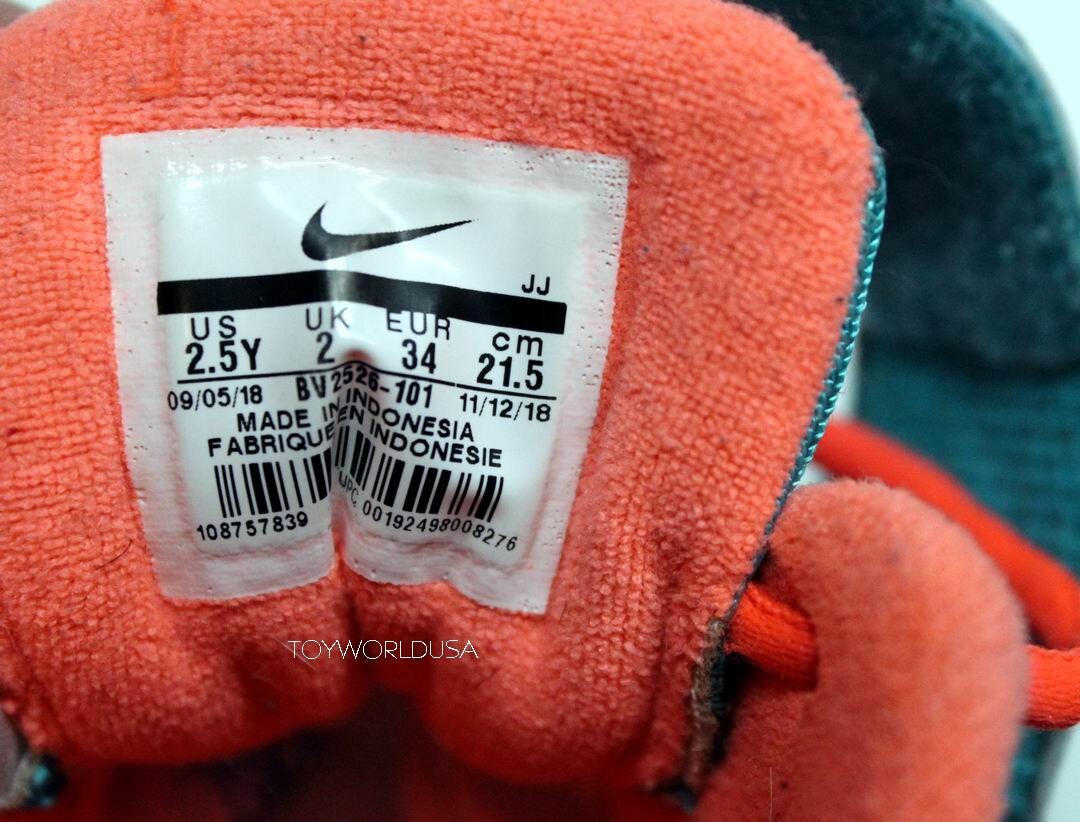 JJ
US UK EUR cm
2.5Y 2 34 21.5
09/05/18 BV2526-101 11/12/18
MADE IN INDONESIA
FABRIQUE EN INDONESIE
108757839 UPC: 00192498008276
TOYWORLDUSA